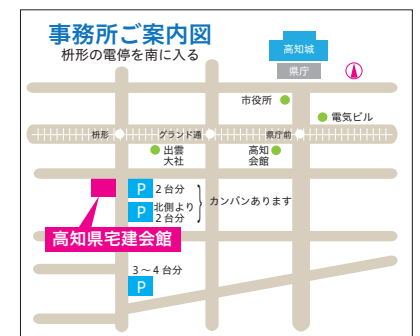 事務所ご案内図
枡形の電停を南に入る
高知城
県庁
市役所
電気ビル
枡形
グランド通
県庁前
出雲
大社
高知
会館
P 2台分
P 北側より
2台分
カンバンあります
高知県宅建会館
3〜4台分
P